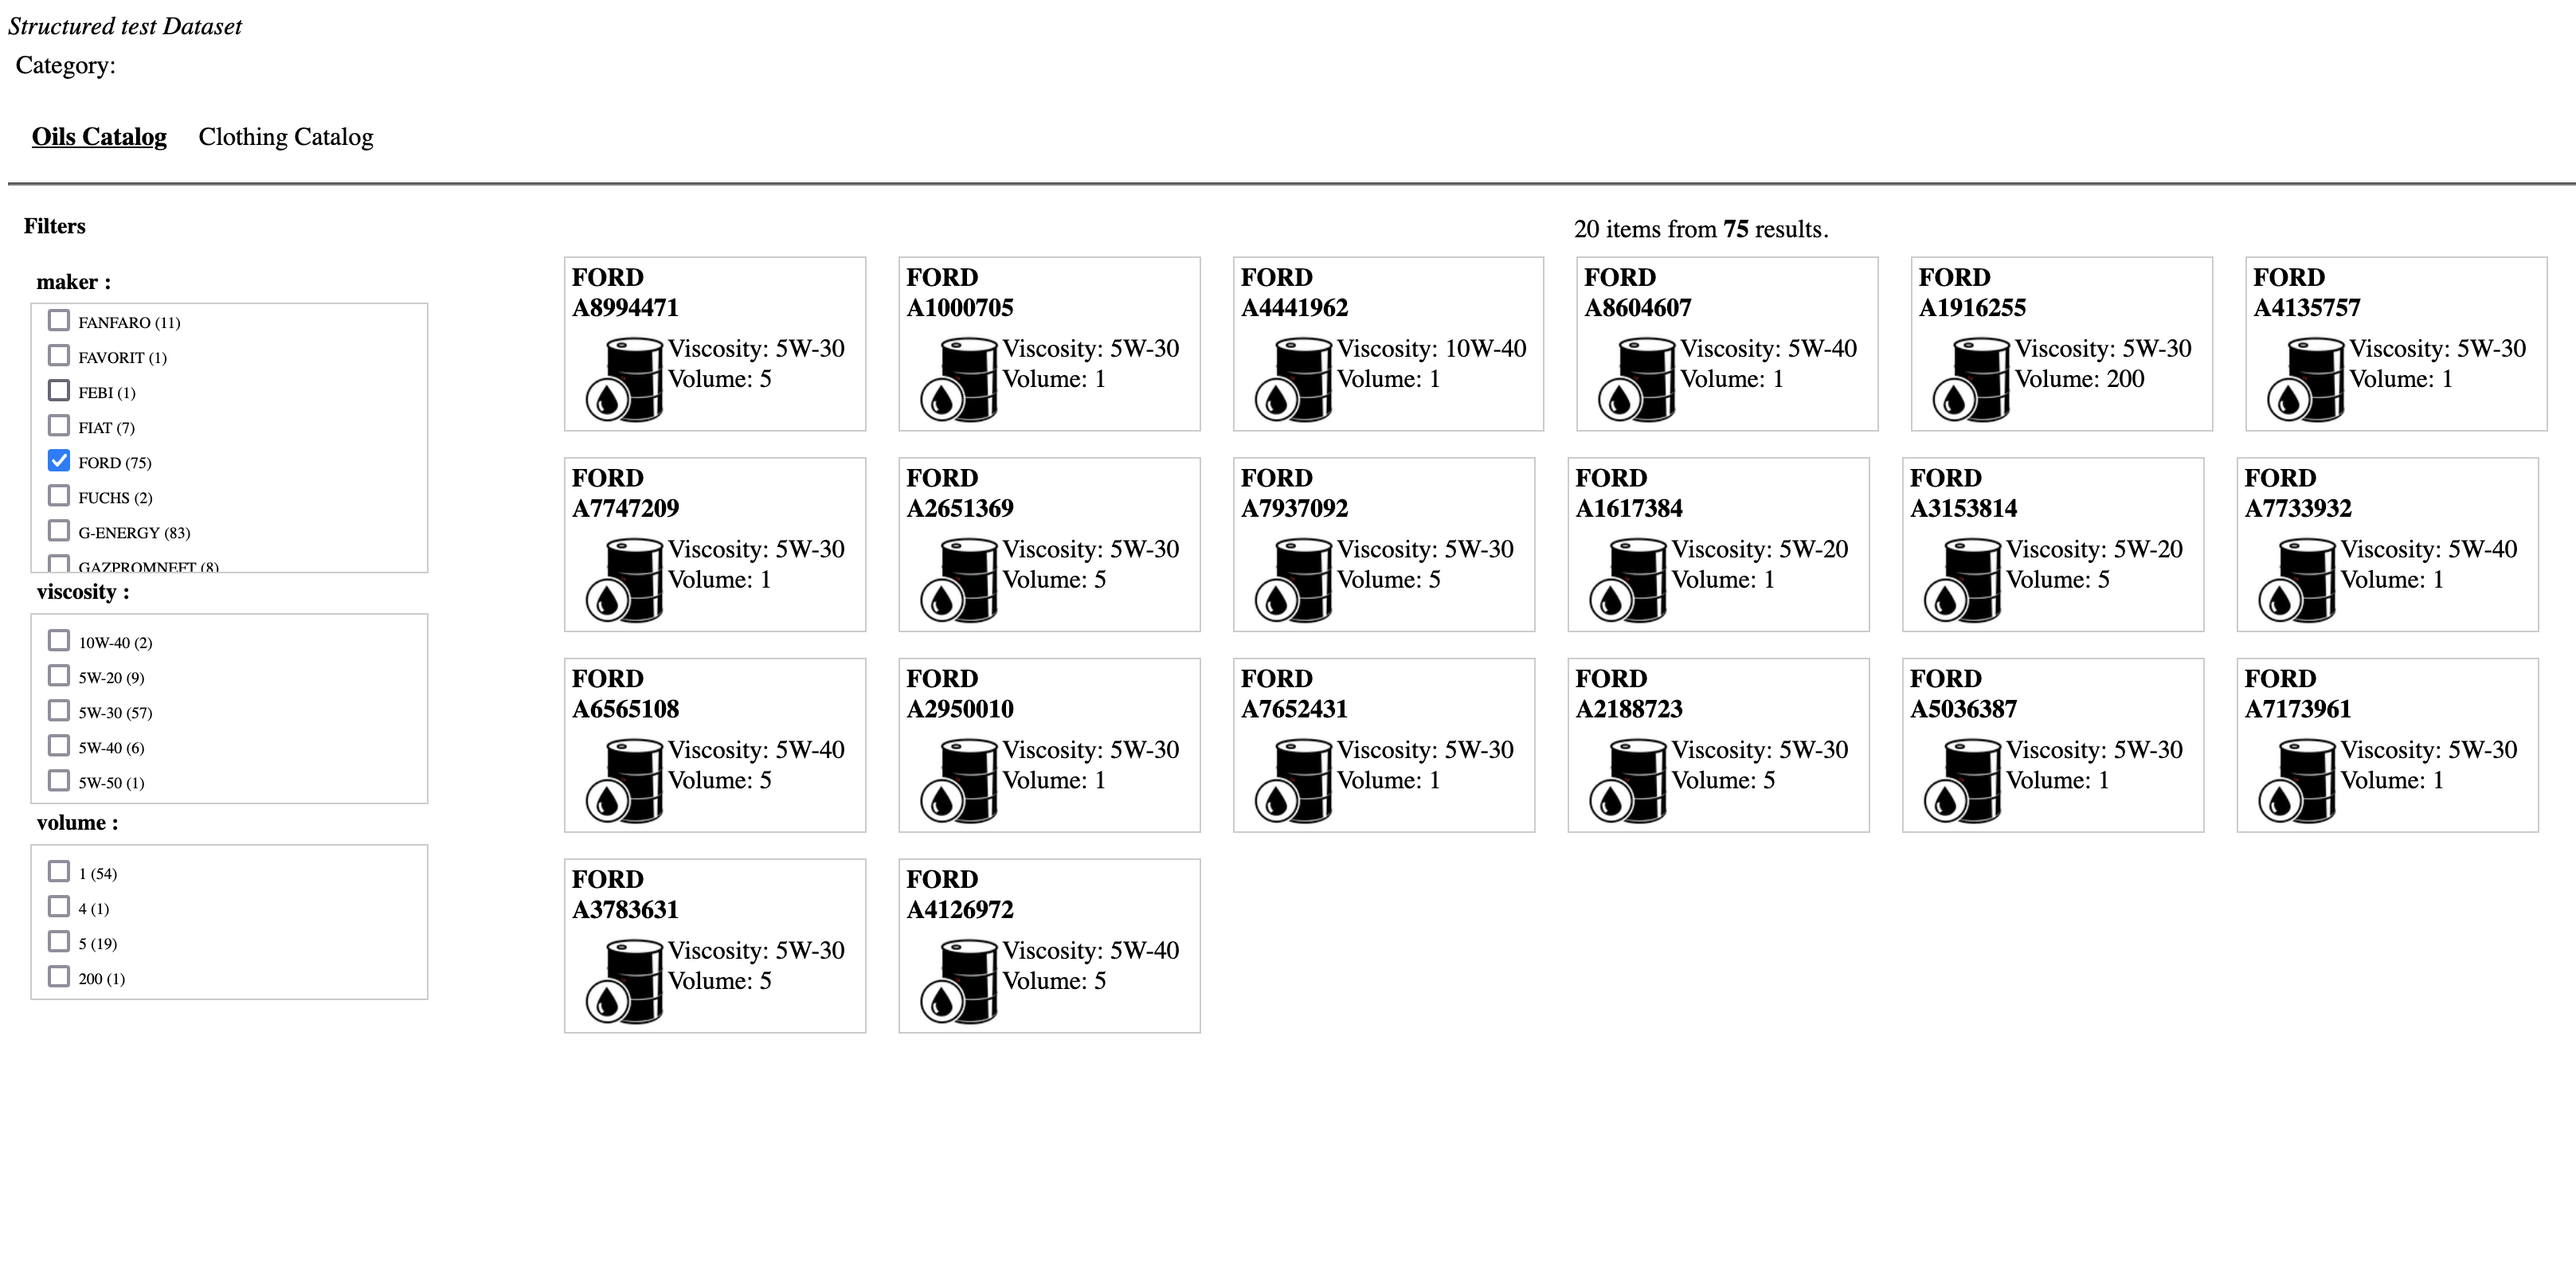 Structured test Dataset
Category:
Oils Catalog Clothing Catalog
Filters
maker :
FANFARO (11)
FAVORIT (1)
FEBI (1)
FIAT (7)
FORD (75)
FUCHS (2)
G-ENERGY (83)
GAZPROMNEFT (8)
viscosity :
10W-40 (2)
5W-20 (9)
5W-30 (57)
5W-40 (6)
5W-50 (1)
volume :
1 (54)
4 (1)
5 (19)
200 (1)
20 items from 75 results.
FORD
A8994471
Viscosity: 5W-30
Volume: 5
FORD
A1000705
Viscosity: 5W-30
Volume: 1
FORD
A4441962
Viscosity: 10W-40
Volume: 1
FORD
A8604607
Viscosity: 5W-40
Volume: 1
FORD
A1916255
Viscosity: 5W-30
Volume: 200
FORD
A4135757
Viscosity: 5W-30
Volume: 1
FORD
A7747209
Viscosity: 5W-30
Volume: 1
FORD
A2651369
Viscosity: 5W-30
Volume: 5
FORD
A7937092
Viscosity: 5W-30
Volume: 5
FORD
A1617384
Viscosity: 5W-20
Volume: 1
FORD
A3153814
Viscosity: 5W-20
Volume: 5
FORD
A7733932
Viscosity: 5W-40
Volume: 1
FORD
A6565108
Viscosity: 5W-40
Volume: 5
FORD
A2950010
Viscosity: 5W-30
Volume: 1
FORD
A7652431
Viscosity: 5W-30
Volume: 1
FORD
A2188723
Viscosity: 5W-30
Volume: 5
FORD
A5036387
Viscosity: 5W-30
Volume: 1
FORD
A7173961
Viscosity: 5W-30
Volume: 1
FORD
A3783631
Viscosity: 5W-30
Volume: 5
FORD
A4126972
Viscosity: 5W-40
Volume: 5